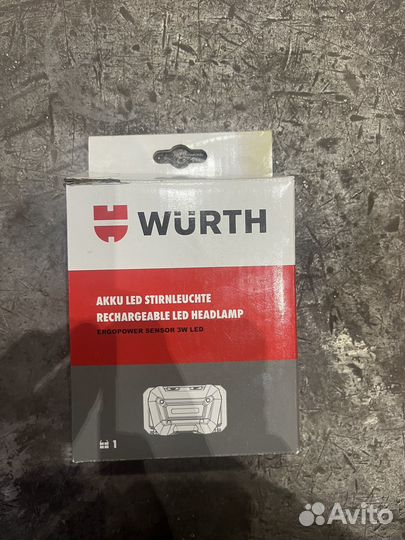 WÜRTH
AKKU LED STIRNLEUCHTE
RECHARGEABLE LED HEADLAMP
ERGOPOWER SENSOR 3W LED
1
Avito